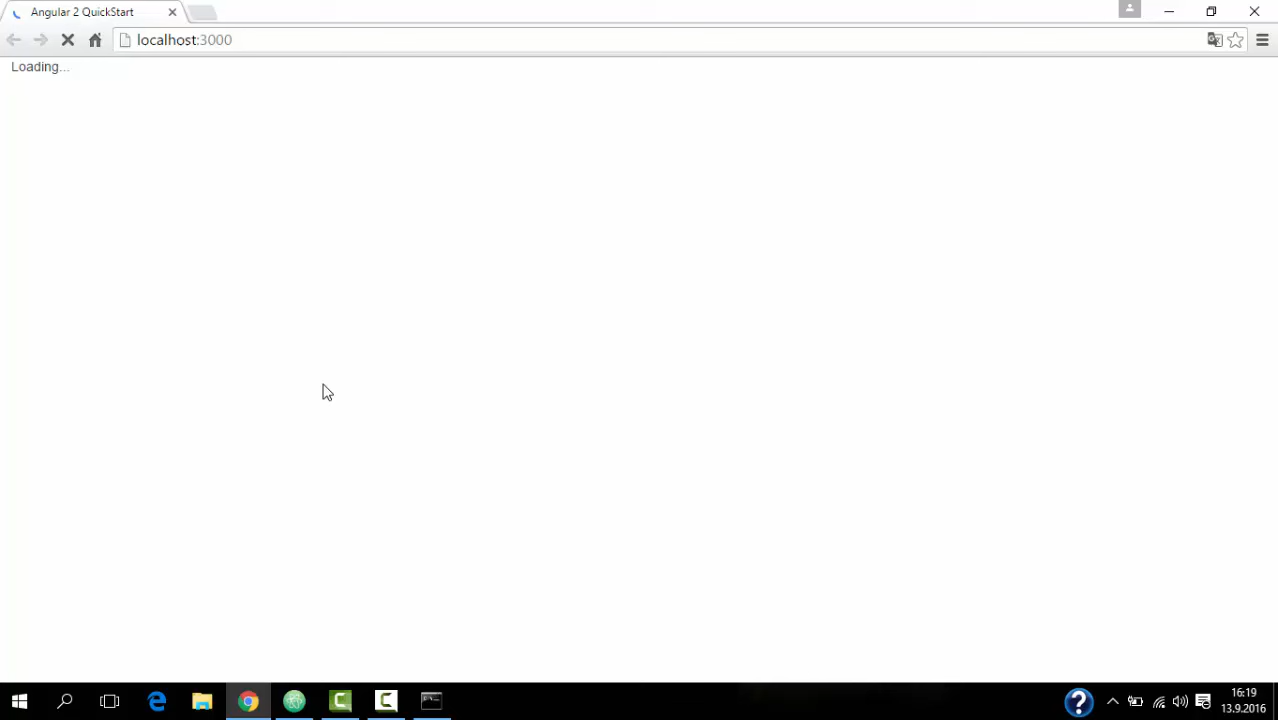 Angular 2 QuickStart
localhost:3000
Loading...
16:19
13.9.2016